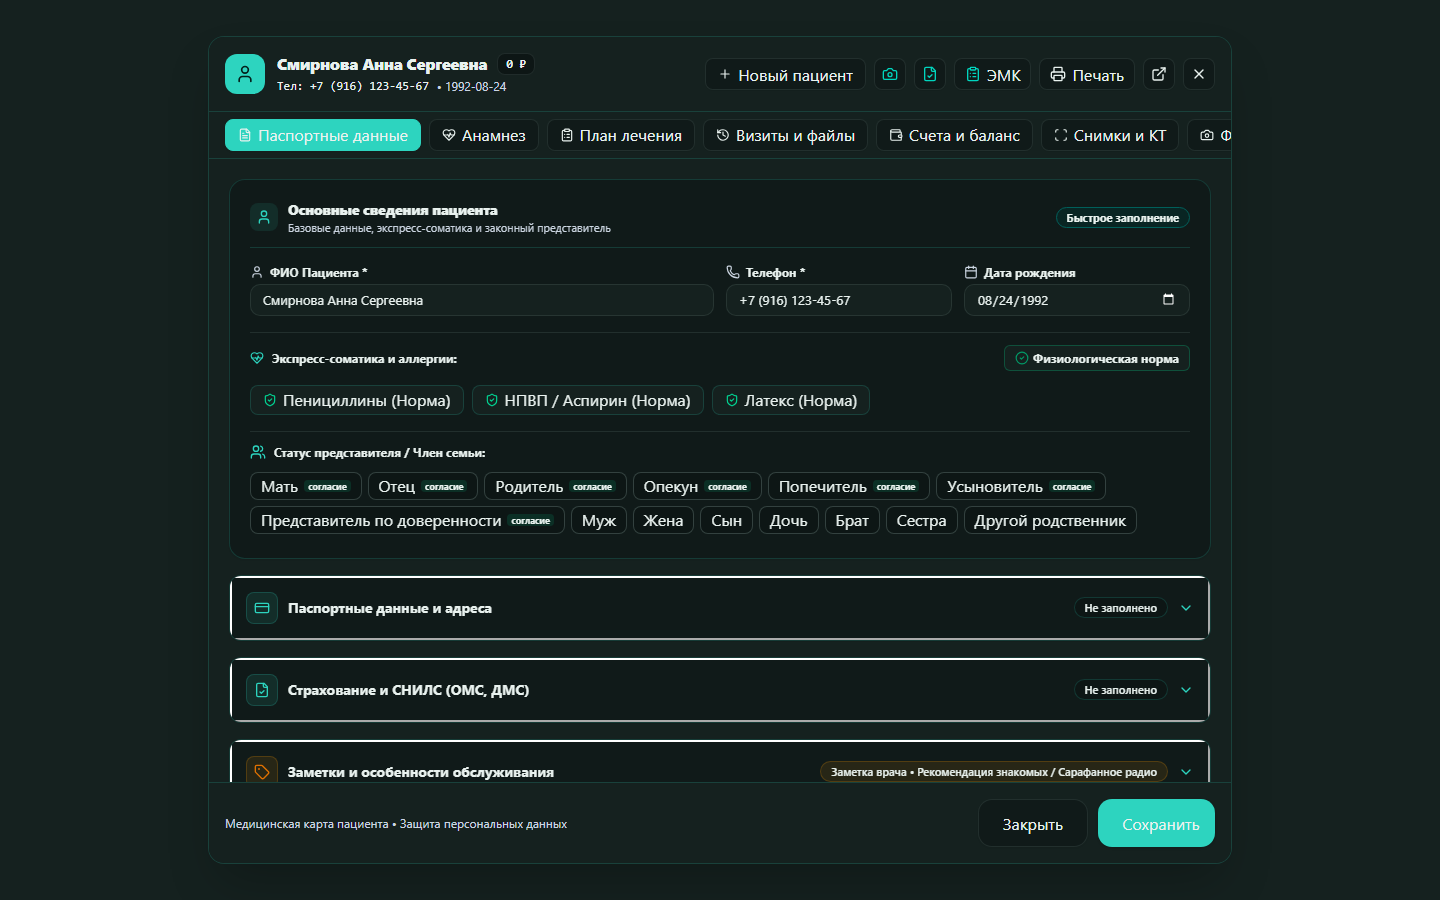 Смирнова Анна Сергеевна 0 ₽
Тел: +7 (916) 123-45-67 • 1992-08-24
Новый пациент
ЭМК
Печать
Паспортные данные
Анамнез
План лечения
Визиты и файлы
Счета и баланс
Снимки и КТ
Ф
Основные сведения пациента
Базовые данные, экспресс-соматика и законный представитель
Быстрое заполнение
ФИО Пациента *
Телефон *
Дата рождения
Смирнова Анна Сергеевна
+7 (916) 123-45-67
08/24/1992
Экспресс-соматика и аллергии:
Физиологическая норма
Пенициллины (Норма)
НПВП / Аспирин (Норма)
Латекс (Норма)
Статус представителя / Член семьи:
Мать согласие
Отец согласие
Родитель согласие
Опекун согласие
Попечитель согласие
Усыновитель согласие
Представитель по доверенности согласие
Муж
Жена
Сын
Дочь
Брат
Сестра
Другой родственник
Паспортные данные и адреса
Не заполнено
Страхование и СНИЛС (ОМС, ДМС)
Не заполнено
Заметки и особенности обслуживания
Заметка врача • Рекомендация знакомых / Сарафанное радио
Медицинская карта пациента • Защита персональных данных
Закрыть
Сохранить